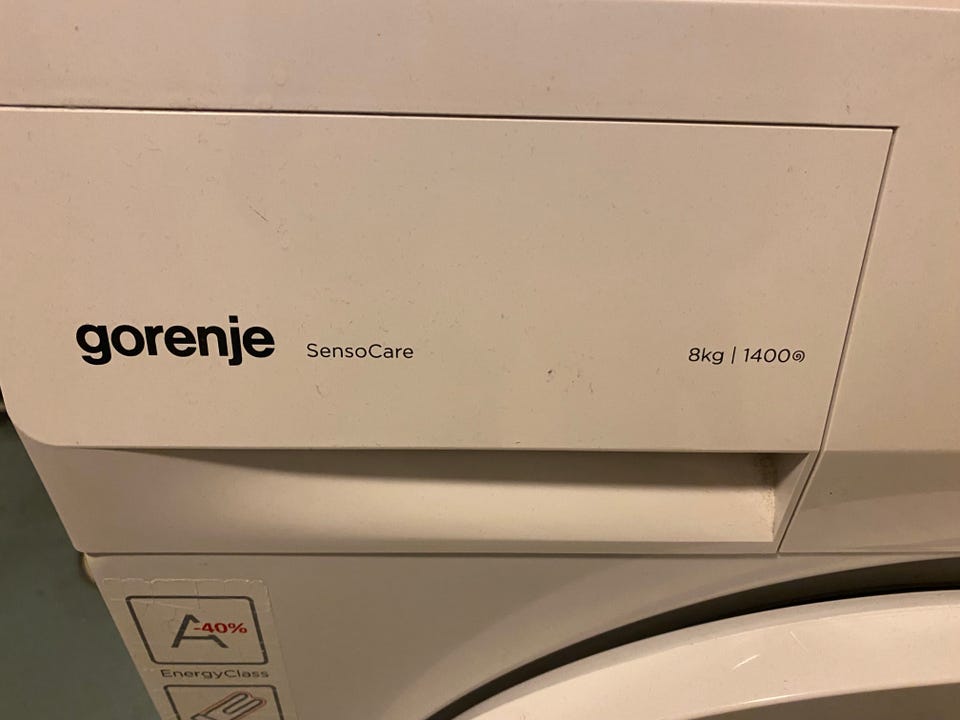 gorenje SensoCare 8kg | 1400
A -40%
EnergyClass